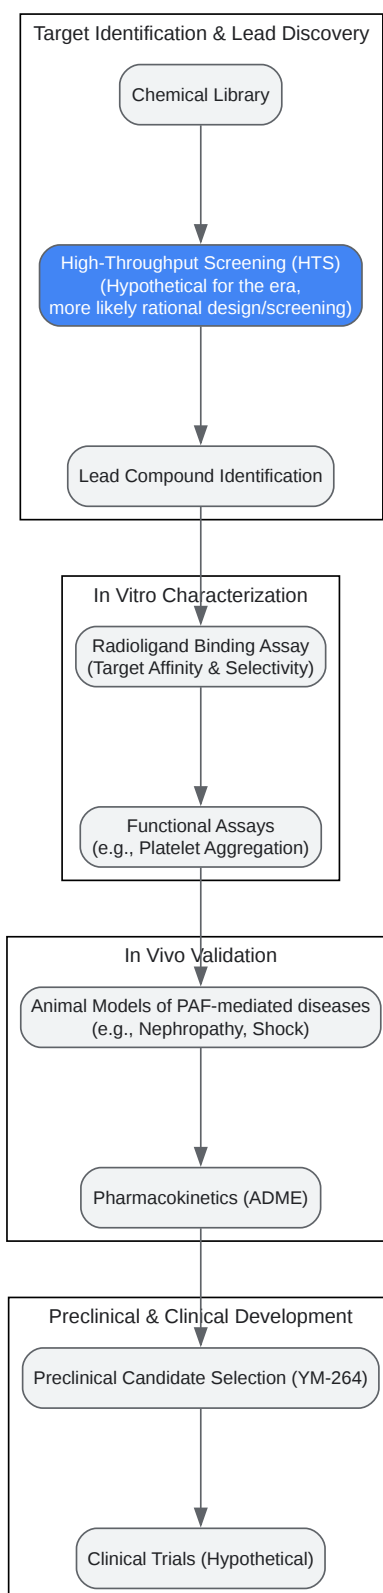 Target Identification & Lead Discovery
Chemical Library
High-Throughput Screening (HTS)
(Hypothetical for the era,
more likely rational design/screening)
Lead Compound Identification
In Vitro Characterization
Radioligand Binding Assay
(Target Affinity & Selectivity)
Functional Assays
(e.g., Platelet Aggregation)
In Vivo Validation
Animal Models of PAF-mediated diseases
(e.g., Nephropathy, Shock)
Pharmacokinetics (ADME)
Preclinical & Clinical Development
Preclinical Candidate Selection (YM-264)
Clinical Trials (Hypothetical)